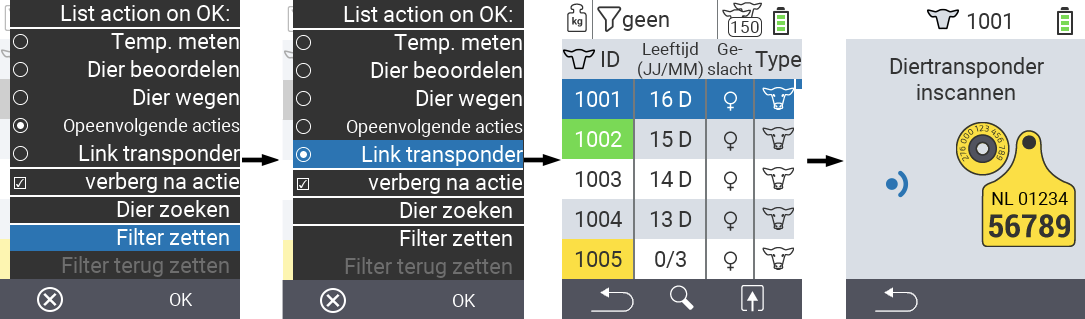 List action on OK:
Temp. meten
Dier beoordelen
Dier wegen
Opeenvolgende acties
Link transponder
verberg na actie
Dier zoeken
Filter zetten
Filter terug zetten
OK
List action on OK:
Temp. meten
Dier beoordelen
Dier wegen
Opeenvolgende acties
Link transponder
verberg na actie
Dier zoeken
Filter zetten
Filter terug zetten
OK
kg geen 150
ID Leeftijd (JJ/MM) Ge-slacht Type
1001 16 D
1002 15 D
1003 14 D
1004 13 D
1005 0/3
1001
Diertransponder
inscannen
276 000 123 456 789
NL 01234
56789